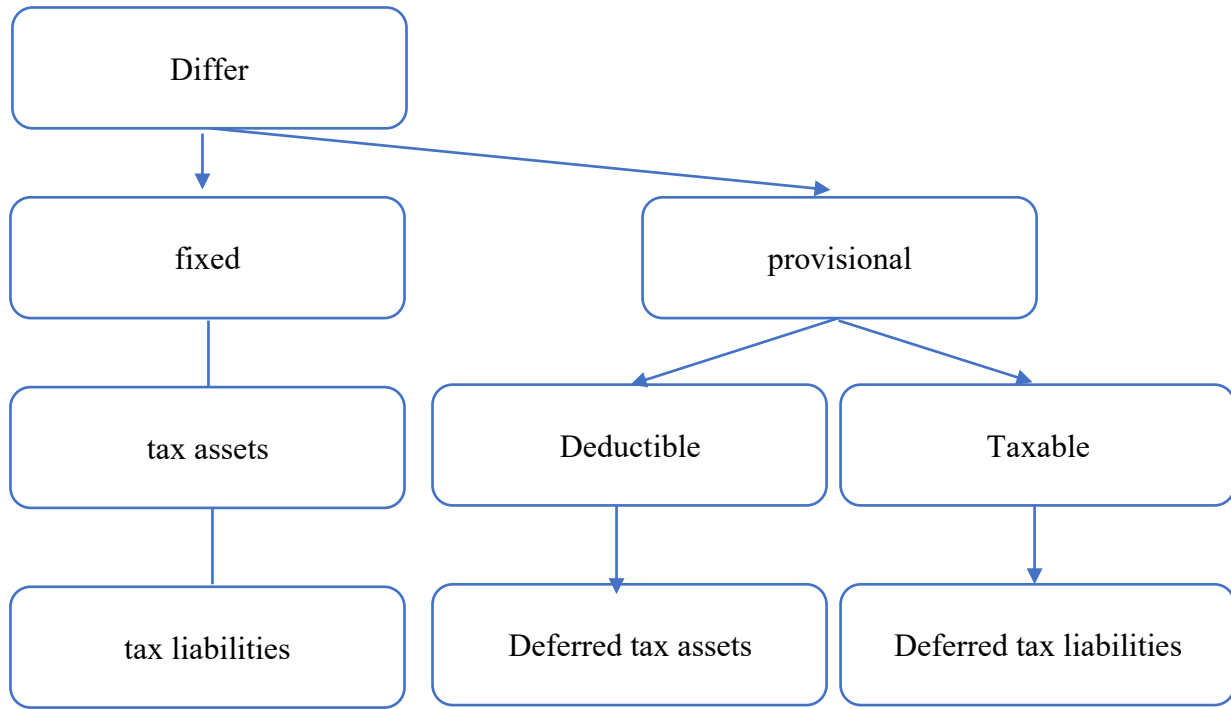 Differ
fixed
provisional
tax assets
Deductible
Taxable
tax liabilities
Deferred tax assets
Deferred tax liabilities